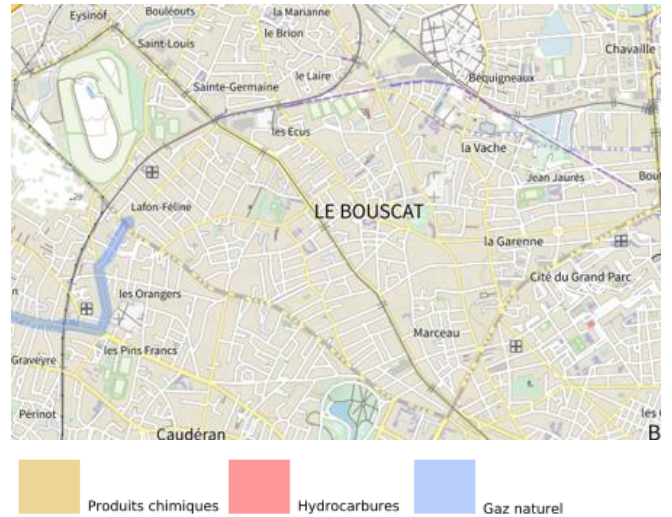 Eysinof
Bouléouts
la Marianne
le Brion
Saint-Louis
Chavaille
Sainte-Germaine
le Laire
Béquigneaux
les Ecus
la Vache
Jean Jaurès
Lafon-Féline
LE BOUSCAT
la Garenne
Cité du Grand Parc
les Orangers
Marceau
les Pins Francs
Graveyre
Périnot
Caudéran
Produits chimiques
Hydrocarbures
Gaz naturel